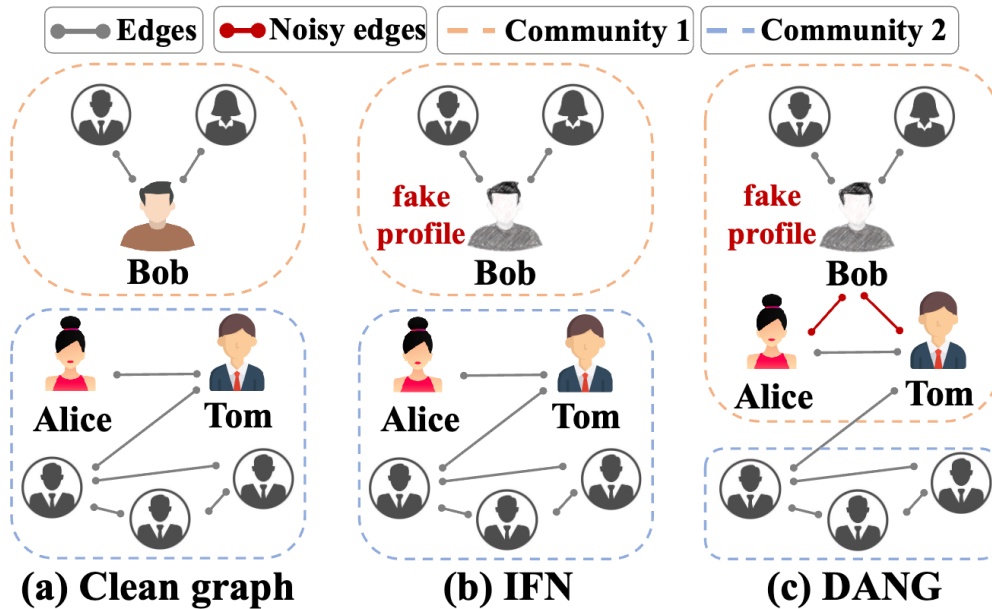 Edges
Noisy edges
Community 1
Community 2
Bob
Alice
Tom
(a) Clean graph
fake
profile
Bob
Alice
Tom
(b) IFN
fake
profile
Bob
Alice
Tom
(c) DANG